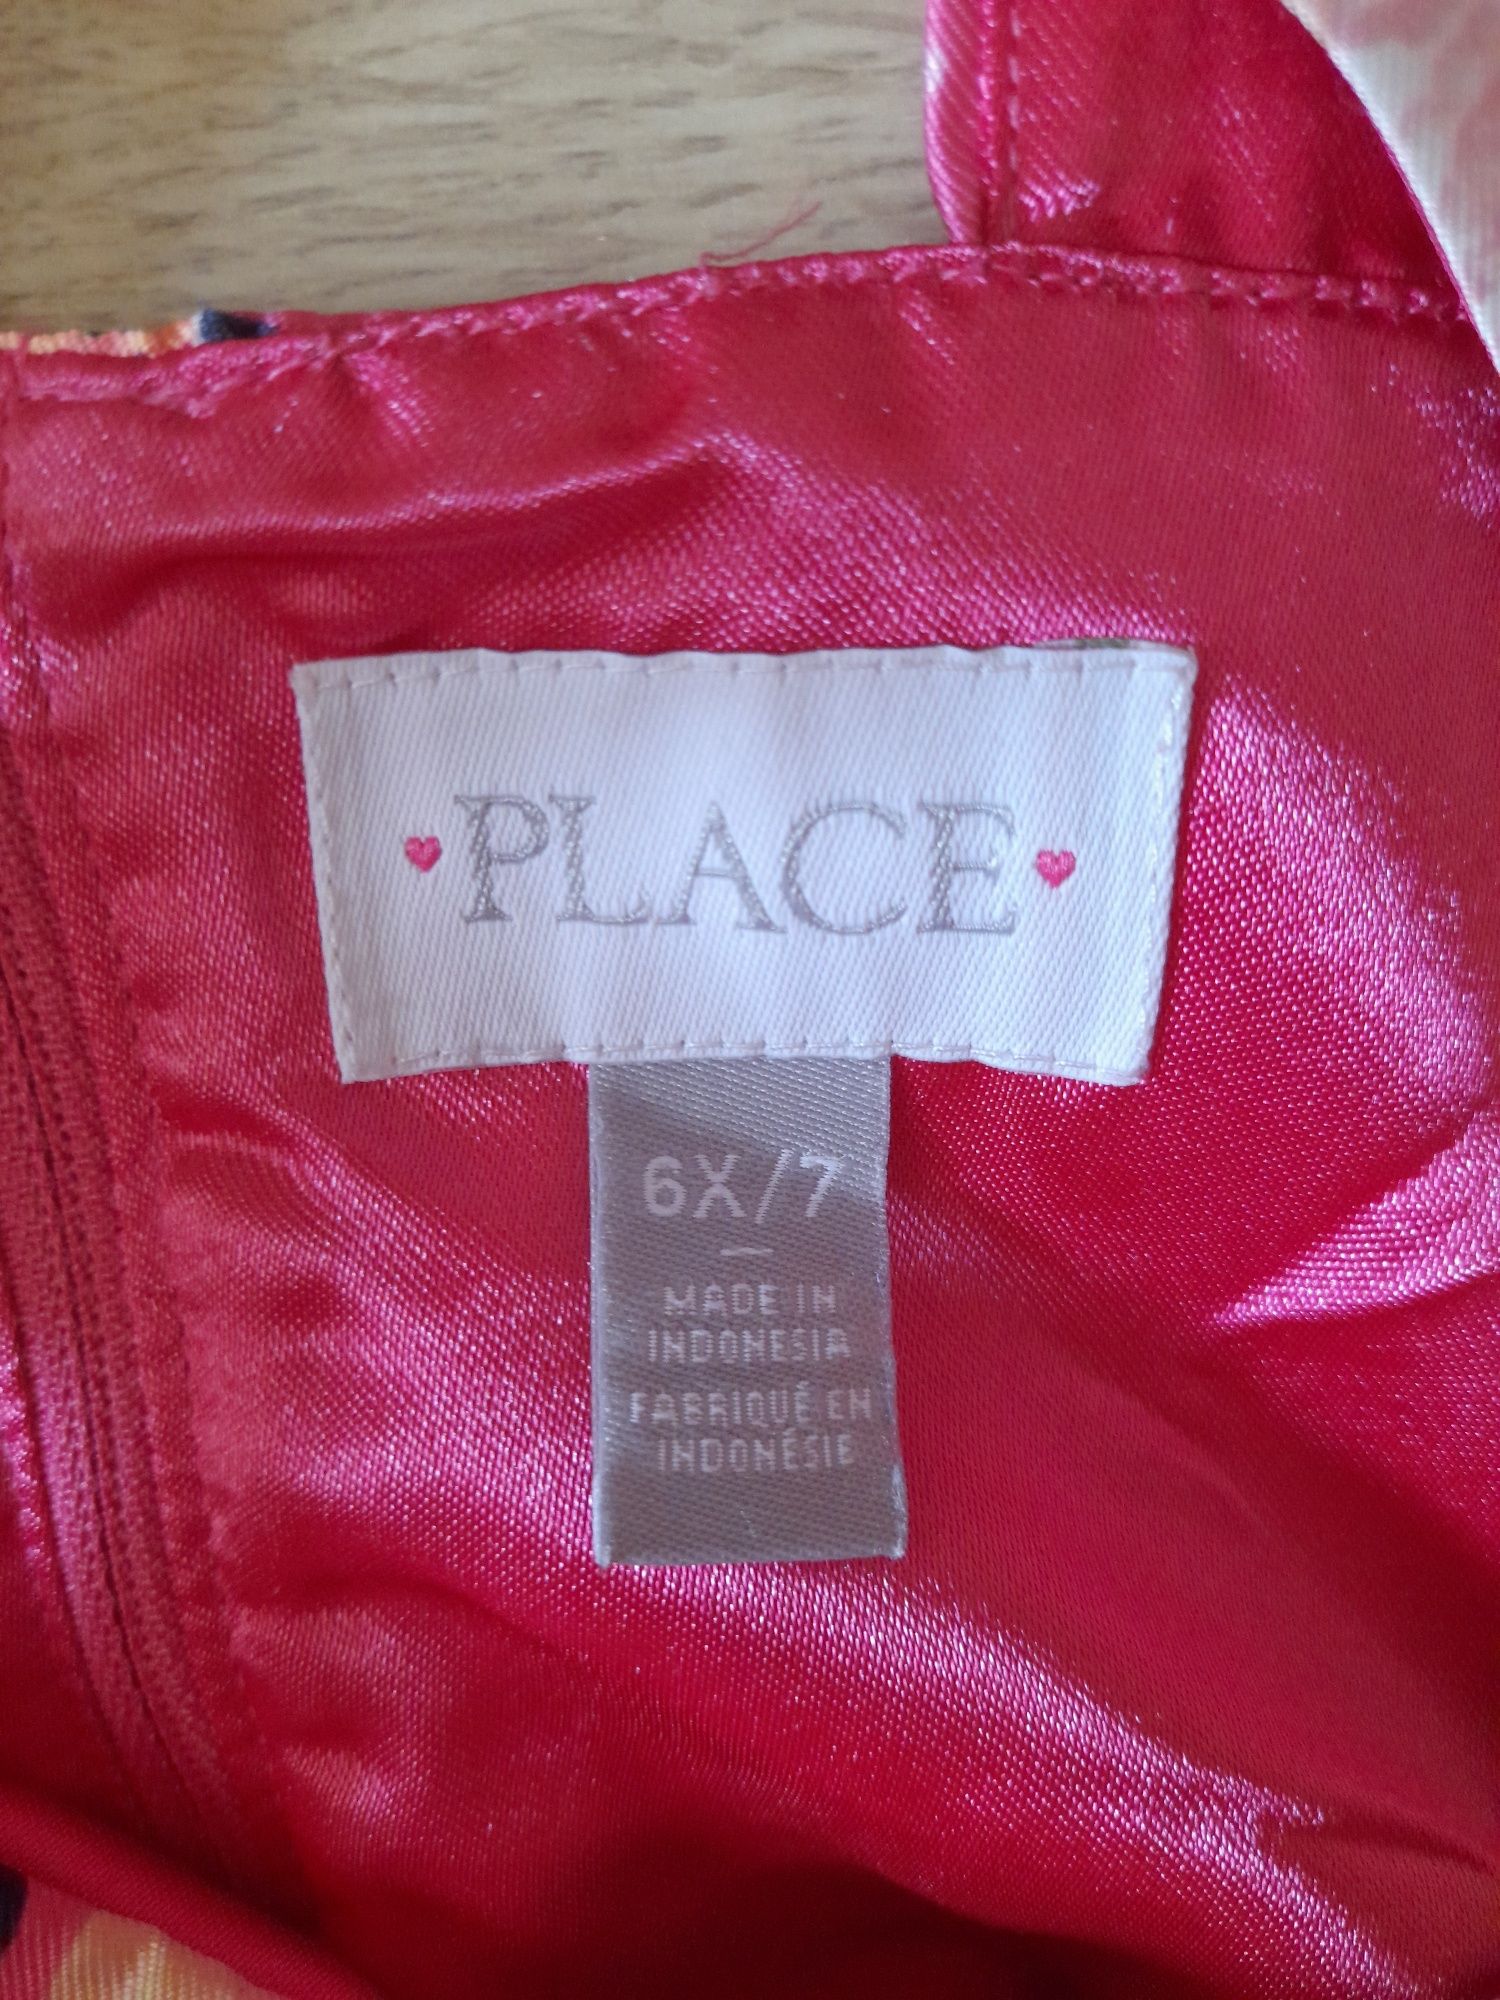 PLACE
6X/7
MADE IN
INDONESIA
FABRIQUÉ EN
INDONÉSIE